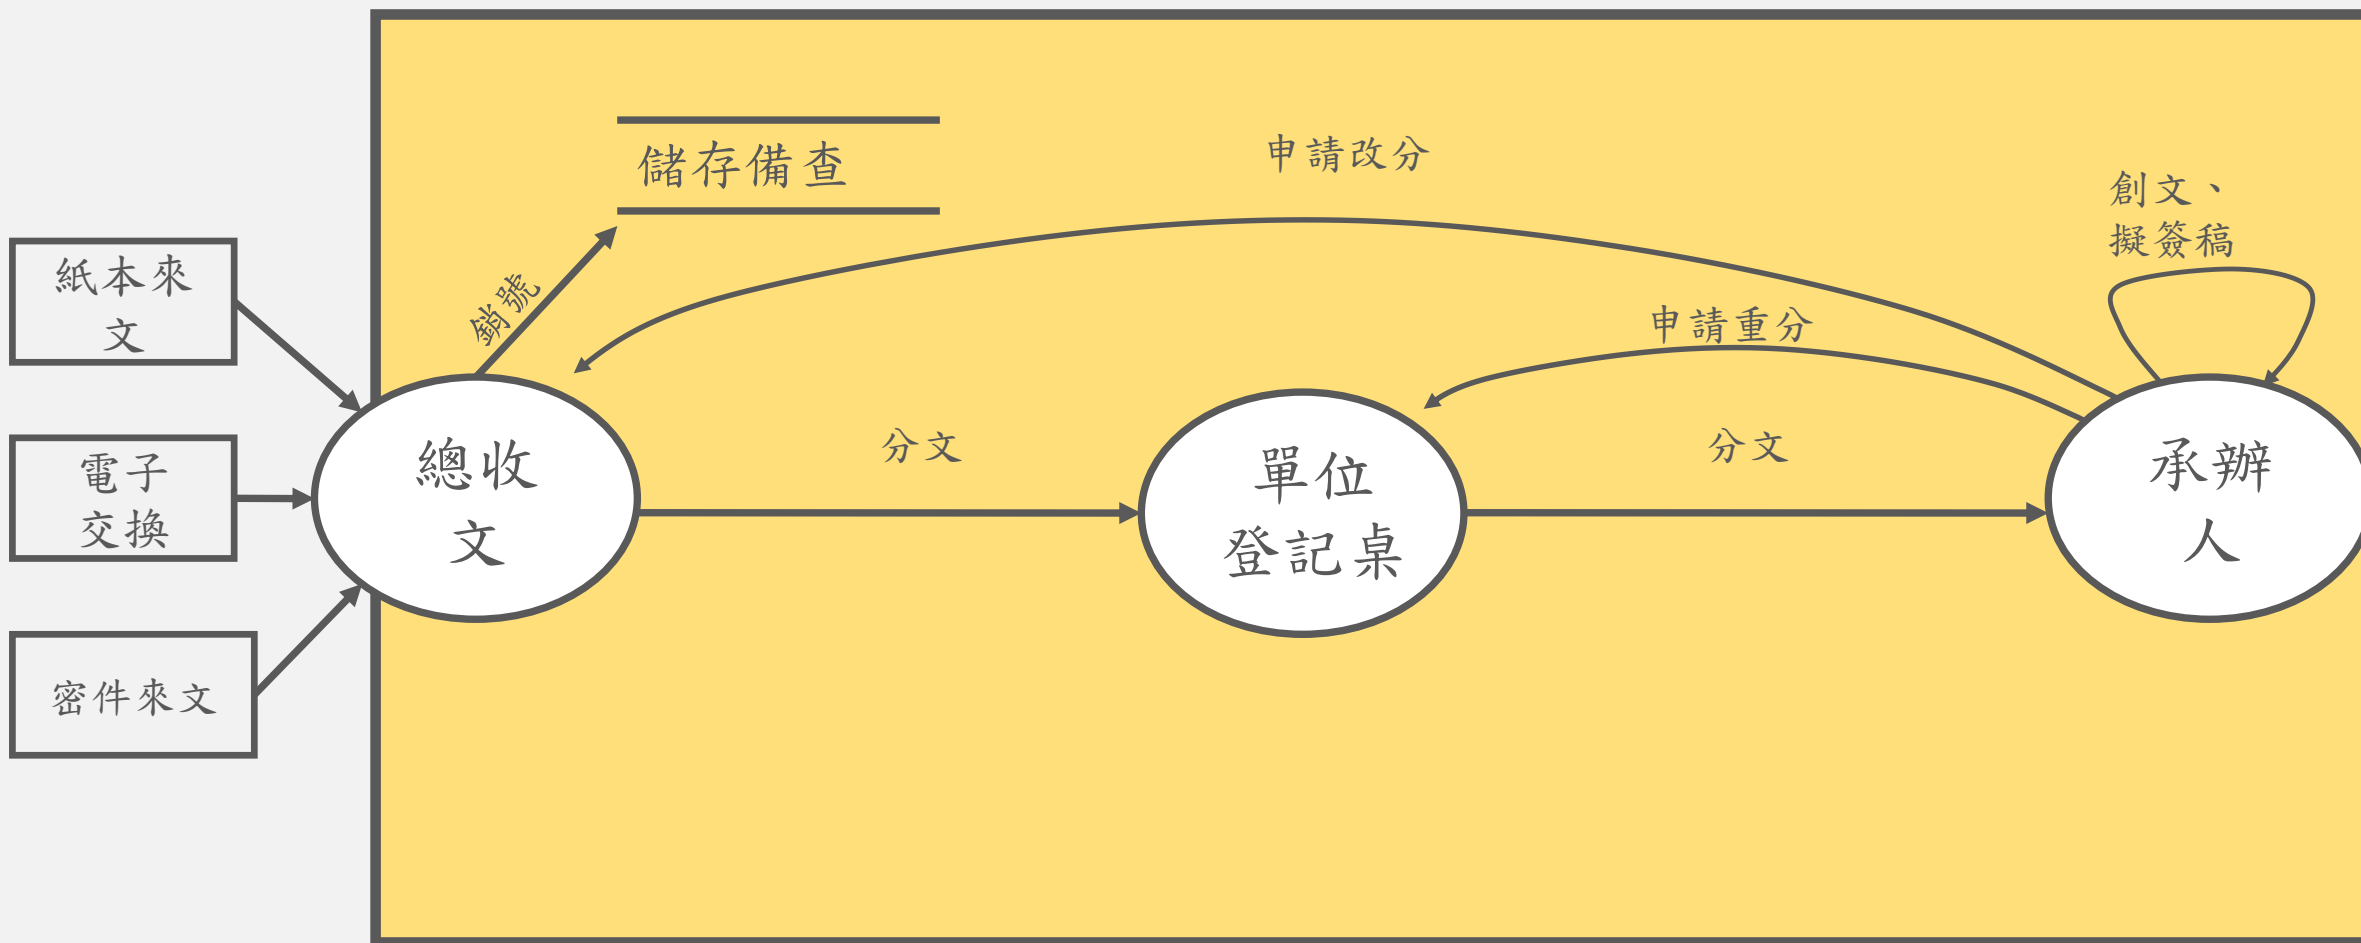 儲存備查
申請改分
創文、
擬簽稿
紙本來
文
銷號
申請重分
電子
交換
總收
文
分文
單位
登記桌
分文
承辦
人
密件來文